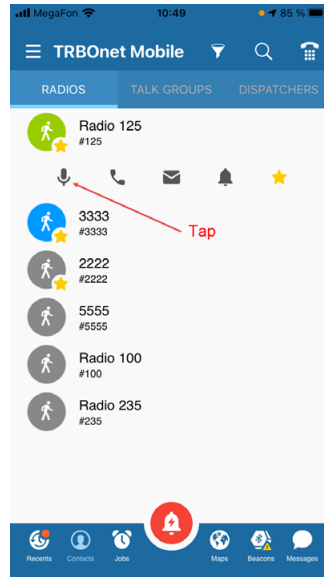 MegaFon 10:49 85 %
TRBOnet Mobile
RADIOS TALK GROUPS DISPATCHERS
Radio 125
#125
Tap
3333
#3333
2222
#2222
5555
#5555
Radio 100
#100
Radio 235
#235
Recents Contacts Jobs Maps Beacons Messages